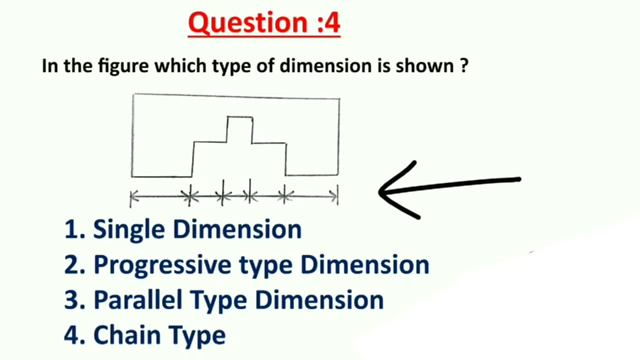 Question :4
In the figure which type of dimension is shown ?
1. Single Dimension
2. Progressive type Dimension
3. Parallel Type Dimension
4. Chain Type